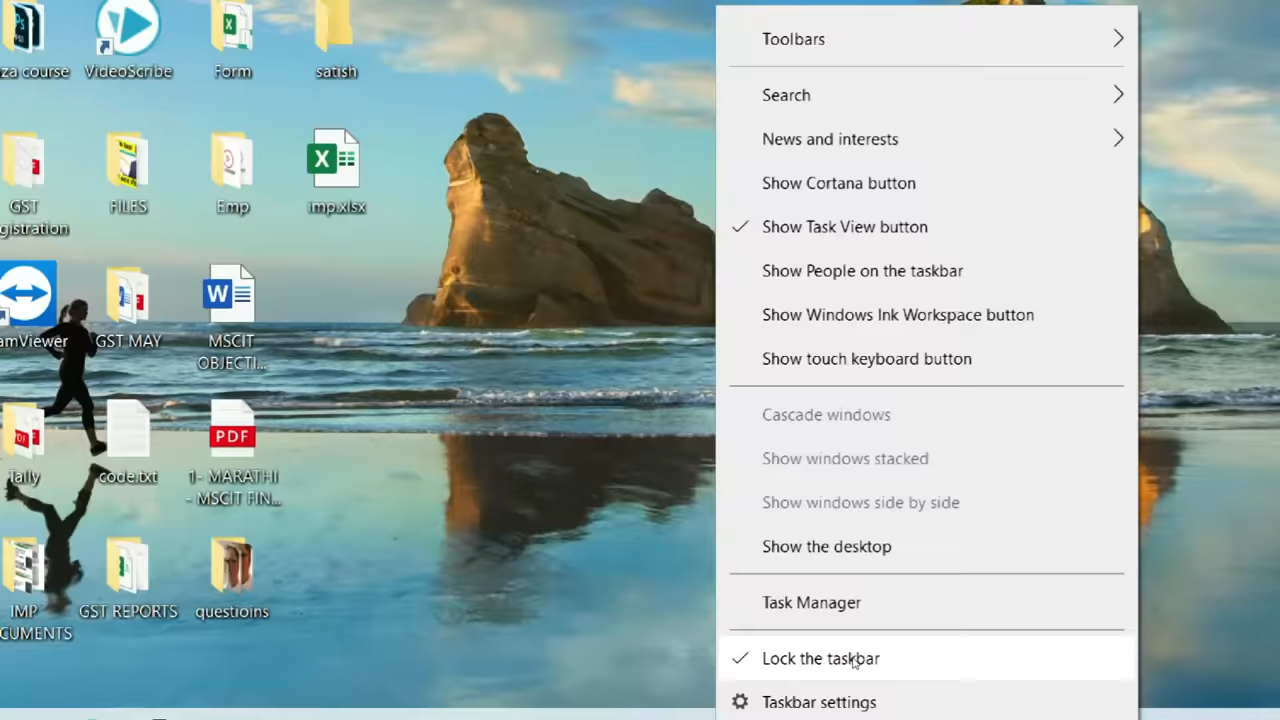 za course
VideoScribe
Form
satish
GST
gistration
FILES
Emp
imp.xlsx
amViewer
GST MAY
MSCIT
OBJECTI...
Tally
code.txt
1- MARATHI
- MSCIT FIN...
IMP
CUMENTS
GST REPORTS
questioins
Toolbars
Search
News and interests
Show Cortana button
Show Task View button
Show People on the taskbar
Show Windows Ink Workspace button
Show touch keyboard button
Cascade windows
Show windows stacked
Show windows side by side
Show the desktop
Task Manager
Lock the taskbar
Taskbar settings